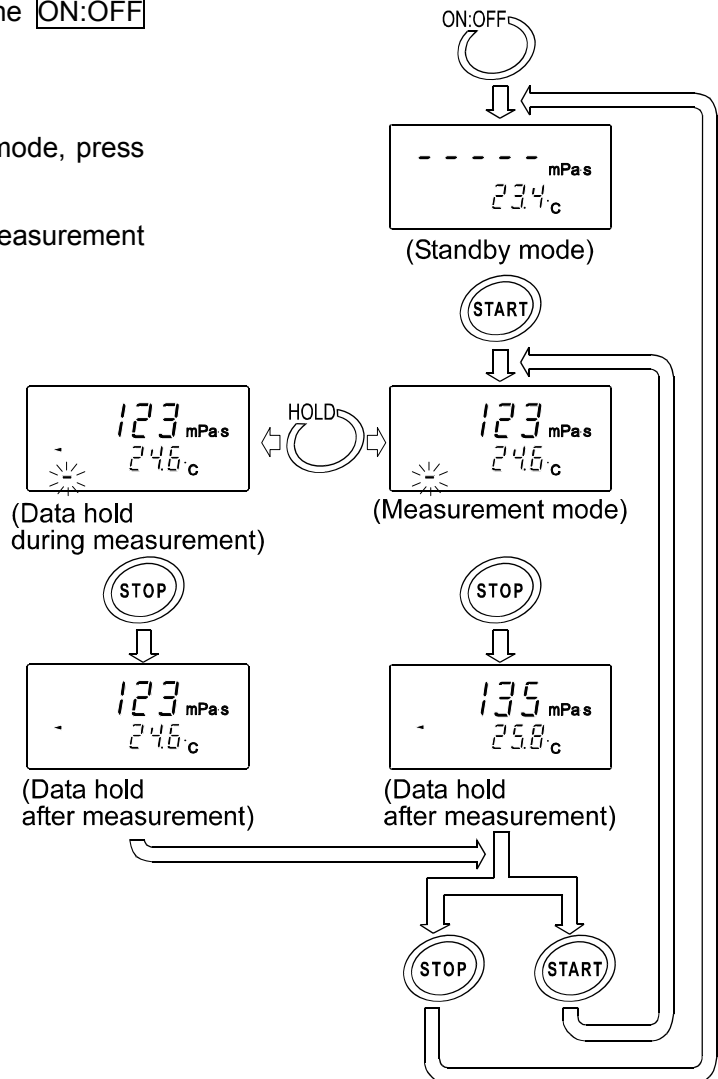 he ON:OFF
ON:OFF
mode, press
- - - - - mPa·s
23.4 °C
easurement
(Standby mode)
START
123 mPa·s
24.6 °C
HOLD
123 mPa·s
24.6 °C
(Data hold
during measurement)
(Measurement mode)
STOP
STOP
123 mPa·s
24.6 °C
135 mPa·s
25.8 °C
(Data hold
after measurement)
(Data hold
after measurement)
STOP
START